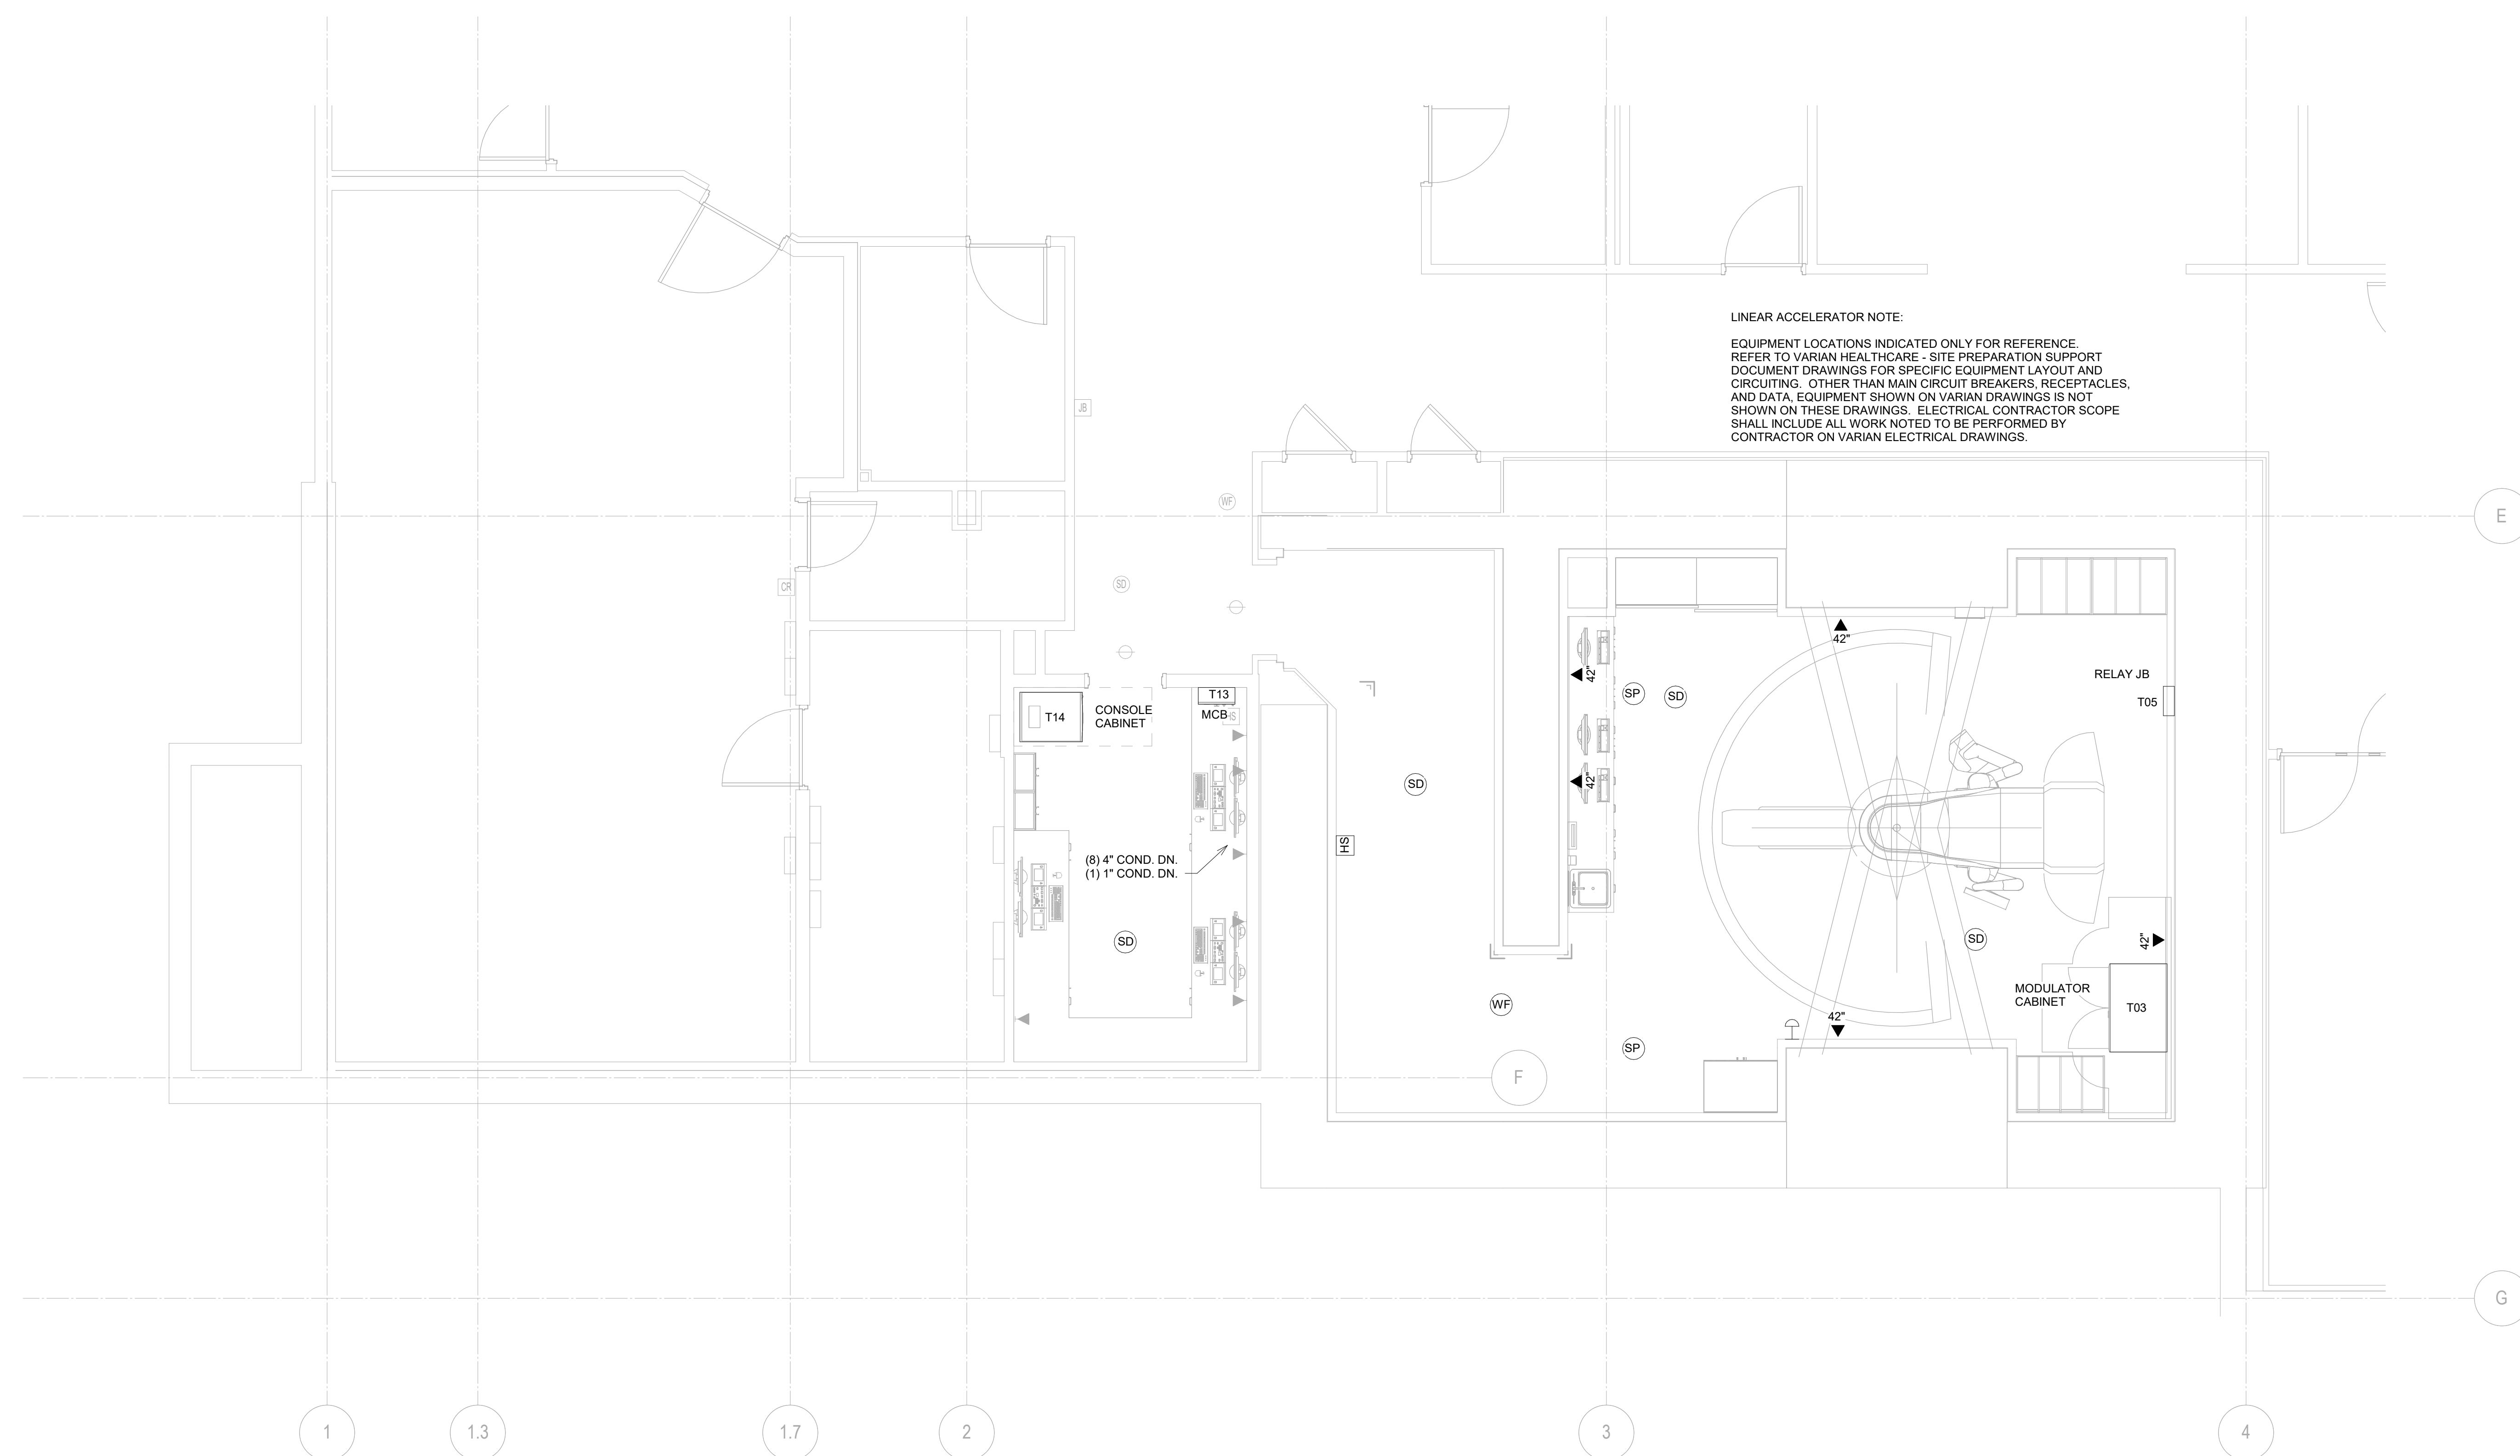 LINEAR ACCELERATOR NOTE:
EQUIPMENT LOCATIONS INDICATED ONLY FOR REFERENCE.
REFER TO VARIAN HEALTHCARE - SITE PREPARATION SUPPORT
DOCUMENT DRAWINGS FOR SPECIFIC EQUIPMENT LAYOUT AND
CIRCUITING.  OTHER THAN MAIN CIRCUIT BREAKERS, RECEPTACLES,
AND DATA, EQUIPMENT SHOWN ON VARIAN DRAWINGS IS NOT
SHOWN ON THESE DRAWINGS.  ELECTRICAL CONTRACTOR SCOPE
SHALL INCLUDE ALL WORK NOTED TO BE PERFORMED BY
CONTRACTOR ON VARIAN ELECTRICAL DRAWINGS.
JB
WF
E
SD
CR
42"
42"
RELAY JB
T05
SP
SD
T13
MCB
HS
T14
CONSOLE
CABINET
42"
SD
HS
(8) 4" COND. DN.
(1) 1" COND. DN.
SD
SD
42"
MODULATOR
CABINET
T03
WF
42"
SP
F
G
1
1.3
1.7
2
3
4